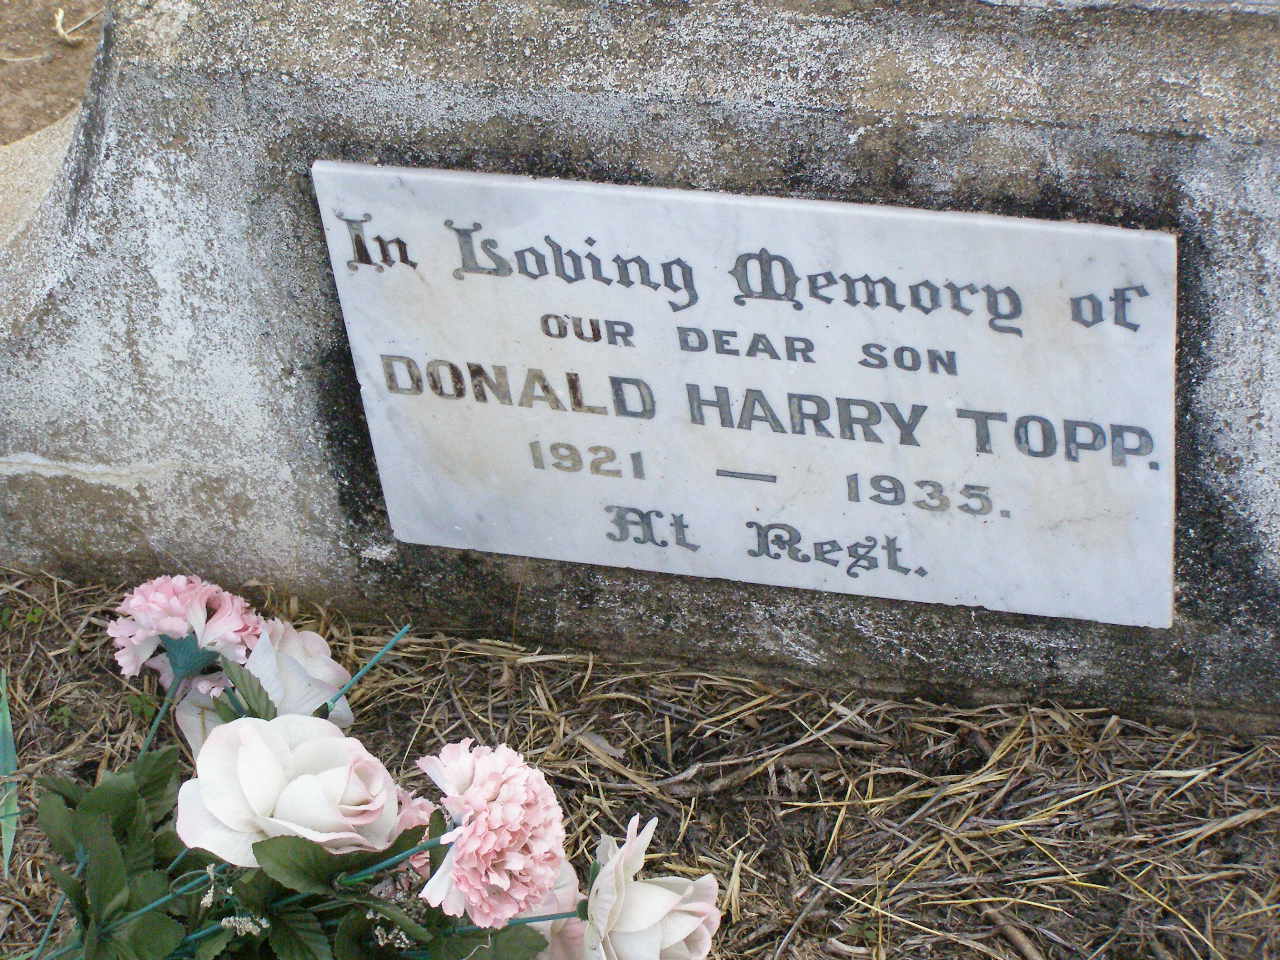 In Loving Memory of
OUR DEAR SON
DONALD HARRY TOPP.
1921 — 1935.
At Rest.